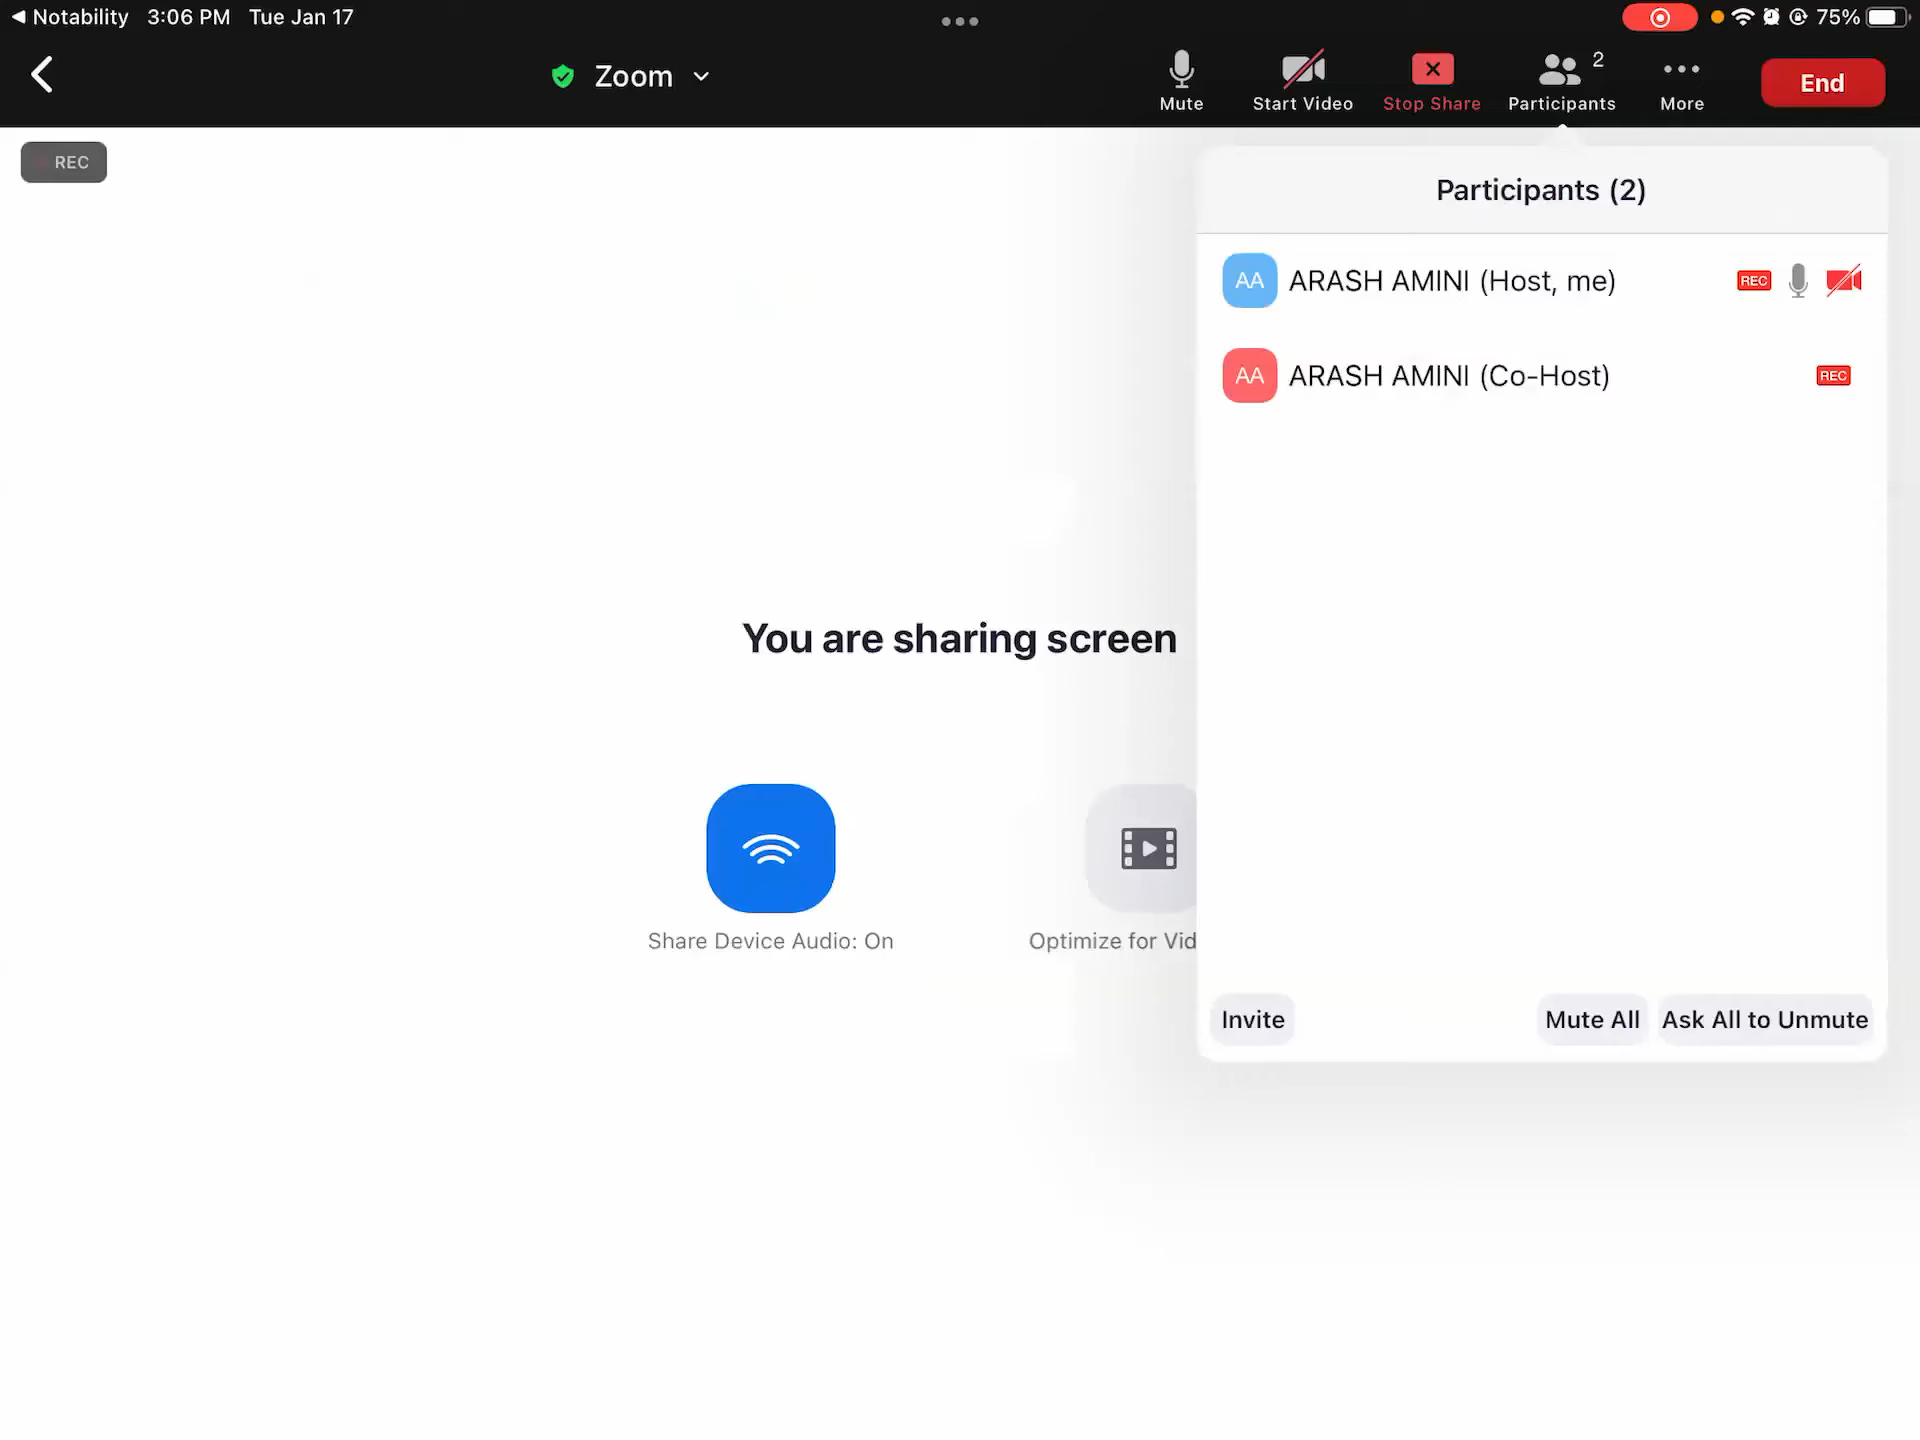 ◀ Notability 3:06 PM Tue Jan 17 75%
Zoom
Mute Start Video Stop Share Participants 2 More End
REC
Participants (2)
AA ARASH AMINI (Host, me) REC
AA ARASH AMINI (Co-Host) REC
You are sharing screen
Share Device Audio: On Optimize for Vid
Invite Mute All Ask All to Unmute